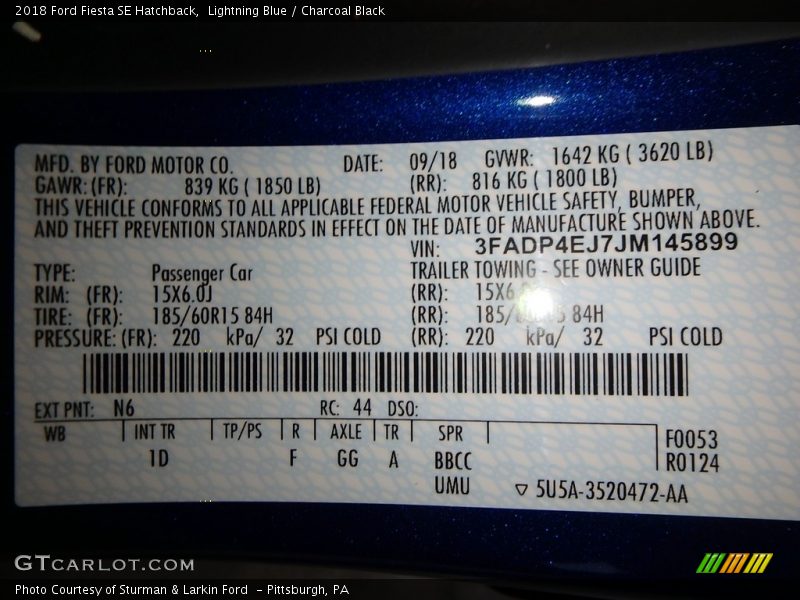 2018 Ford Fiesta SE Hatchback,  Lightning Blue / Charcoal Black
MFD. BY FORD MOTOR CO. DATE: 09/18 GVWR: 1642 KG ( 3620 LB)
GAWR: (FR): 839 KG ( 1850 LB) (RR): 816 KG ( 1800 LB)
THIS VEHICLE CONFORMS TO ALL APPLICABLE FEDERAL MOTOR VEHICLE SAFETY, BUMPER,
AND THEFT PREVENTION STANDARDS IN EFFECT ON THE DATE OF MANUFACTURE SHOWN ABOVE.
VIN: 3FADP4EJ7JM145899
TYPE: Passenger Car TRAILER TOWING - SEE OWNER GUIDE
RIM: (FR): 15X6.0J (RR):
TIRE: (FR): 185/60R15 84H (RR): 84H
PRESSURE: (FR): 220 kPa/ 32 PSI COLD (RR): 220 kPa/ 32 PSI COLD
EXT PNT: N6 RC: 44 DSO:
WB INT TR TP/PS R AXLE TR SPR F0053
1D F GG A BBCC R0124
UMU ▽ 5U5A-3520472-AA
GTCARLOT.COM
Photo Courtesy of Sturman & Larkin Ford  - Pittsburgh, PA